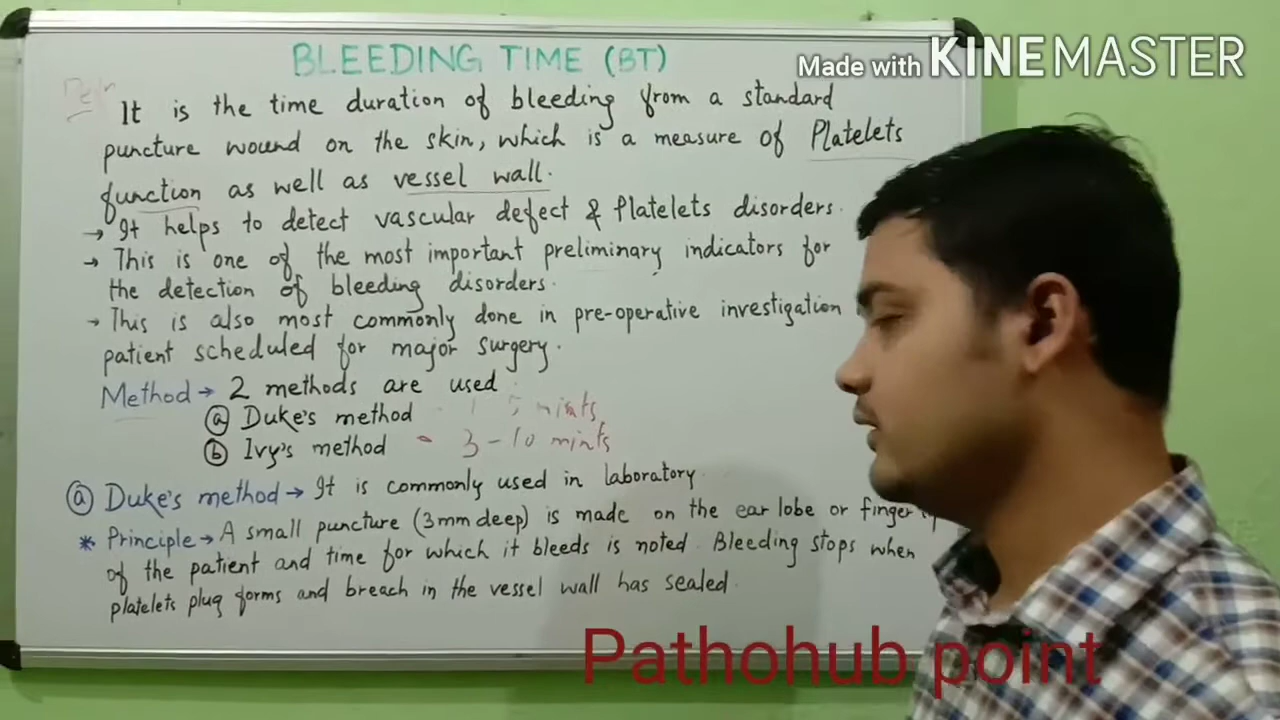 BLEEDING TIME (BT)
Made with KINEMASTER
It is the time duration of bleeding from a standard
puncture wound on the skin, which is a measure of Platelets
function as well as vessel wall.
→ It helps to detect vascular defect & Platelets disorders.
→ This is one of the most important preliminary indicators for
the detection of bleeding disorders.
→ This is also most commonly done in pre-operative investigation
patient scheduled for major surgery.
Method → 2 methods are used
ⓐ Duke's method 1 5 mints
ⓑ Ivy's method - 3-10 mints
ⓐ Duke's method → It is commonly used in laboratory.
* Principle → A small puncture (3mm deep) is made on the ear lobe or finger
of the patient and time for which it bleeds is noted. Bleeding stops when
platelets plug forms and breach in the vessel wall has sealed.
Pathohub point